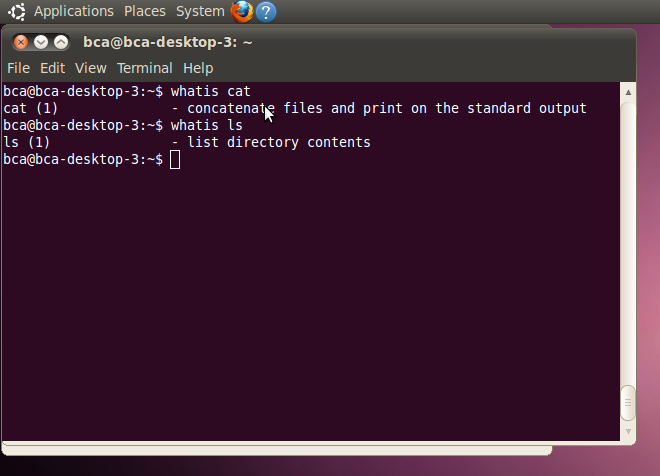 Applications Places System ?
bca@bca-desktop-3: ~
File Edit View Terminal Help
bca@bca-desktop-3:~$ whatis cat
cat (1)              - concatenate files and print on the standard output
bca@bca-desktop-3:~$ whatis ls
ls (1)               - list directory contents
bca@bca-desktop-3:~$